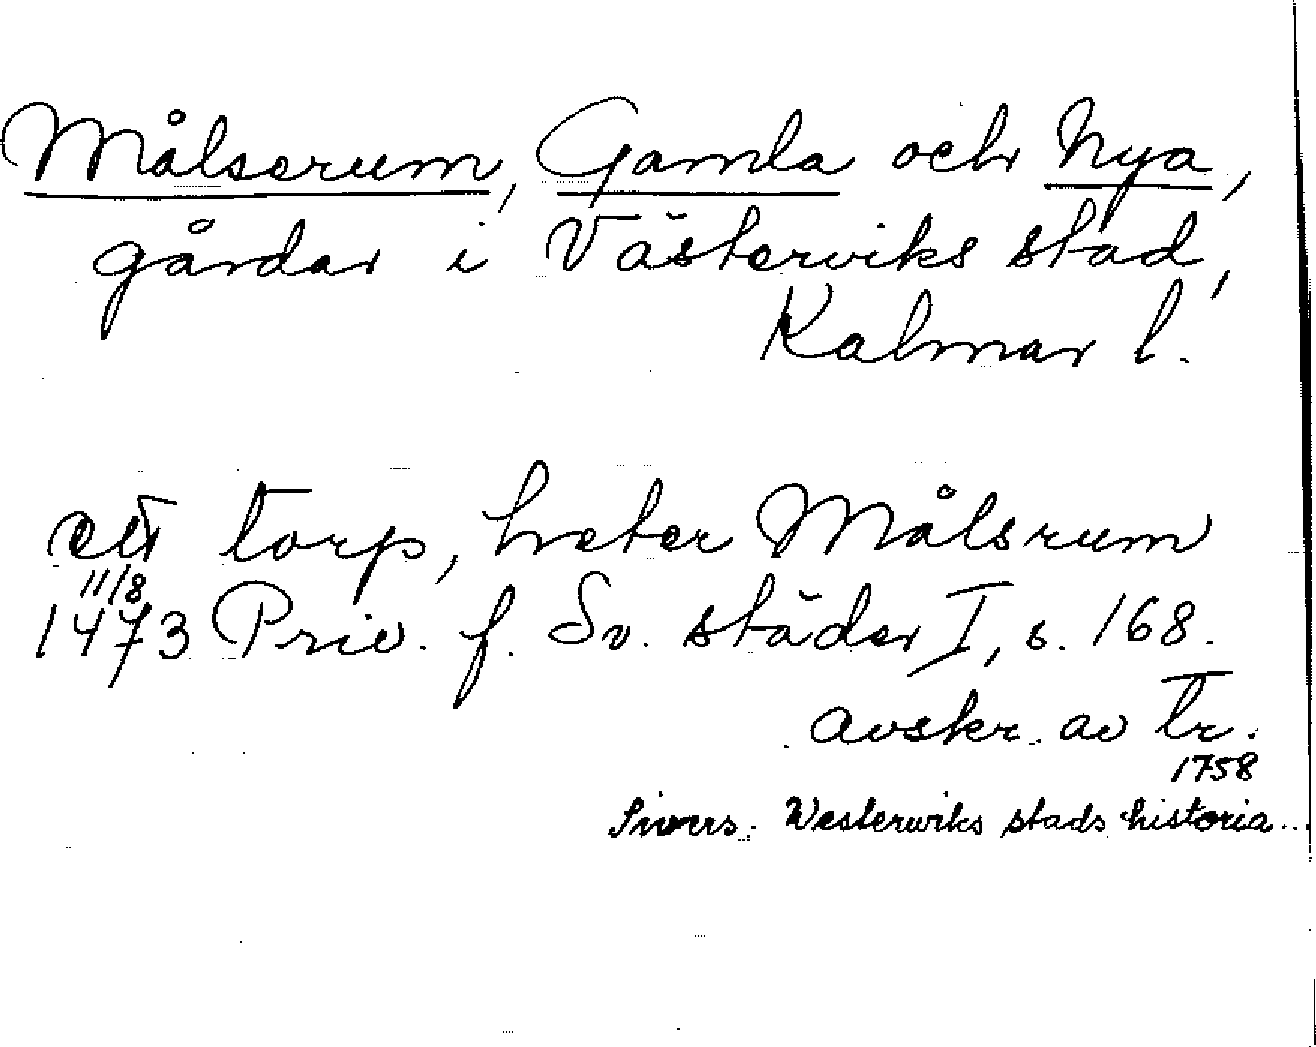 Målserum, Gamla och Nya,
gårdar i Västerviks stad,
Kalmar l.
ett torp, heter Målsrum
11/8
1473 Priv. f. Sv. städer I, s. 168.
avskr. av Tr.
1758
Sivers. Westerwiks stads historia...